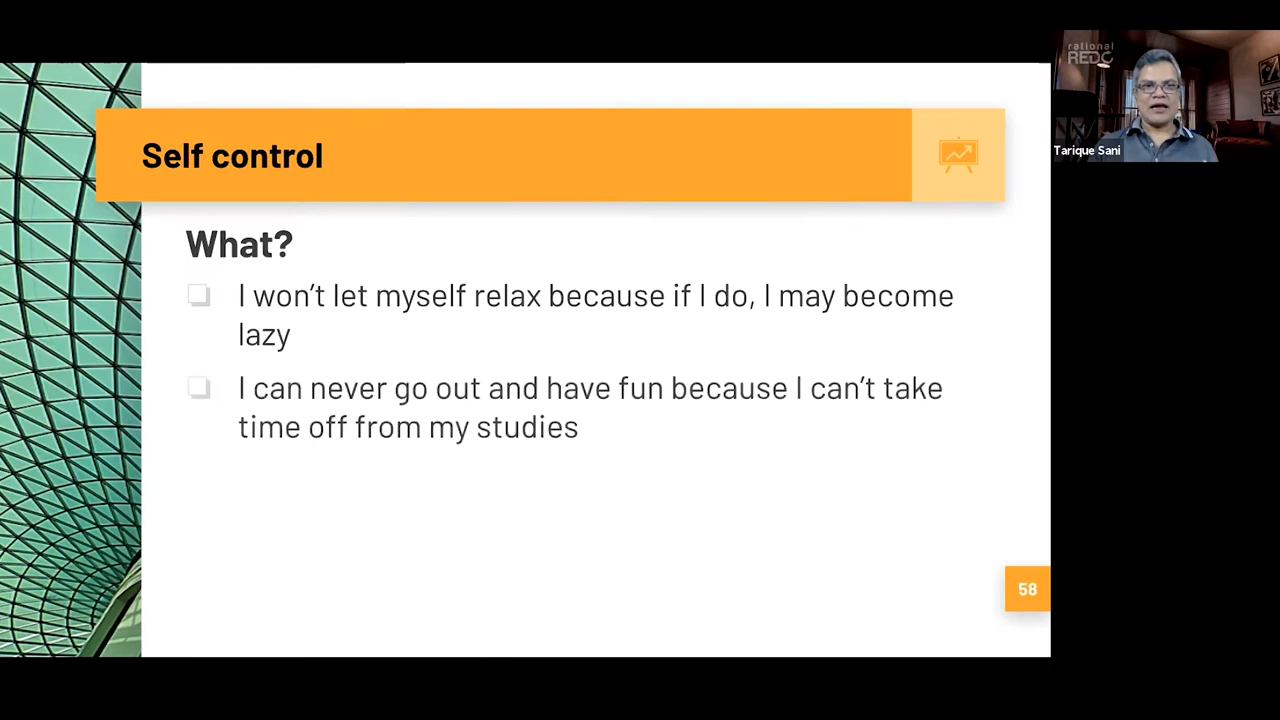 Self control
What?
I won't let myself relax because if I do, I may become
lazy
I can never go out and have fun because I can't take
time off from my studies
58
rational
REDC
Tarique Sani